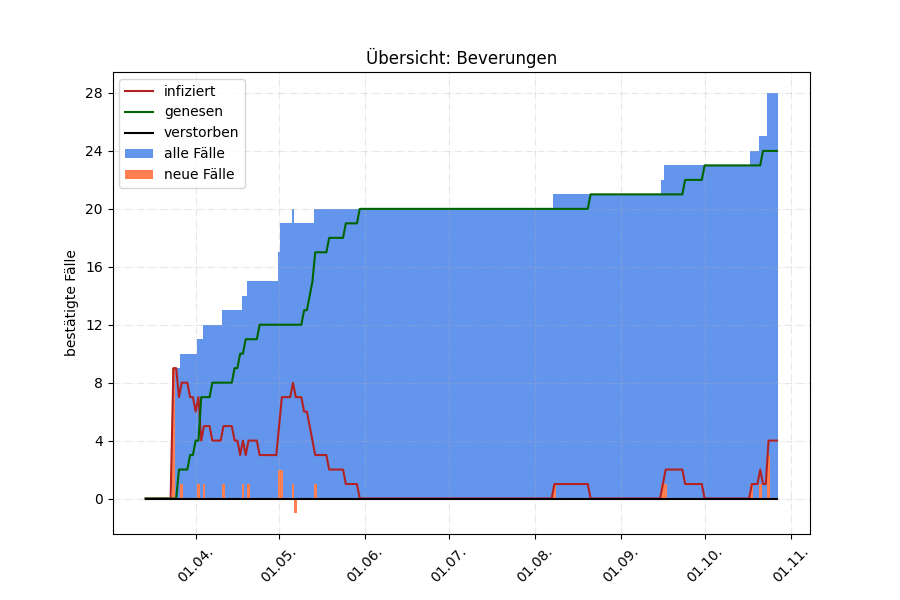 Übersicht: Beverungen
infiziert
genesen
verstorben
alle Fälle
neue Fälle
bestätigte Fälle
28
24
20
16
12
8
4
0
01.04.
01.05.
01.06.
01.07.
01.08.
01.09.
01.10.
01.11.